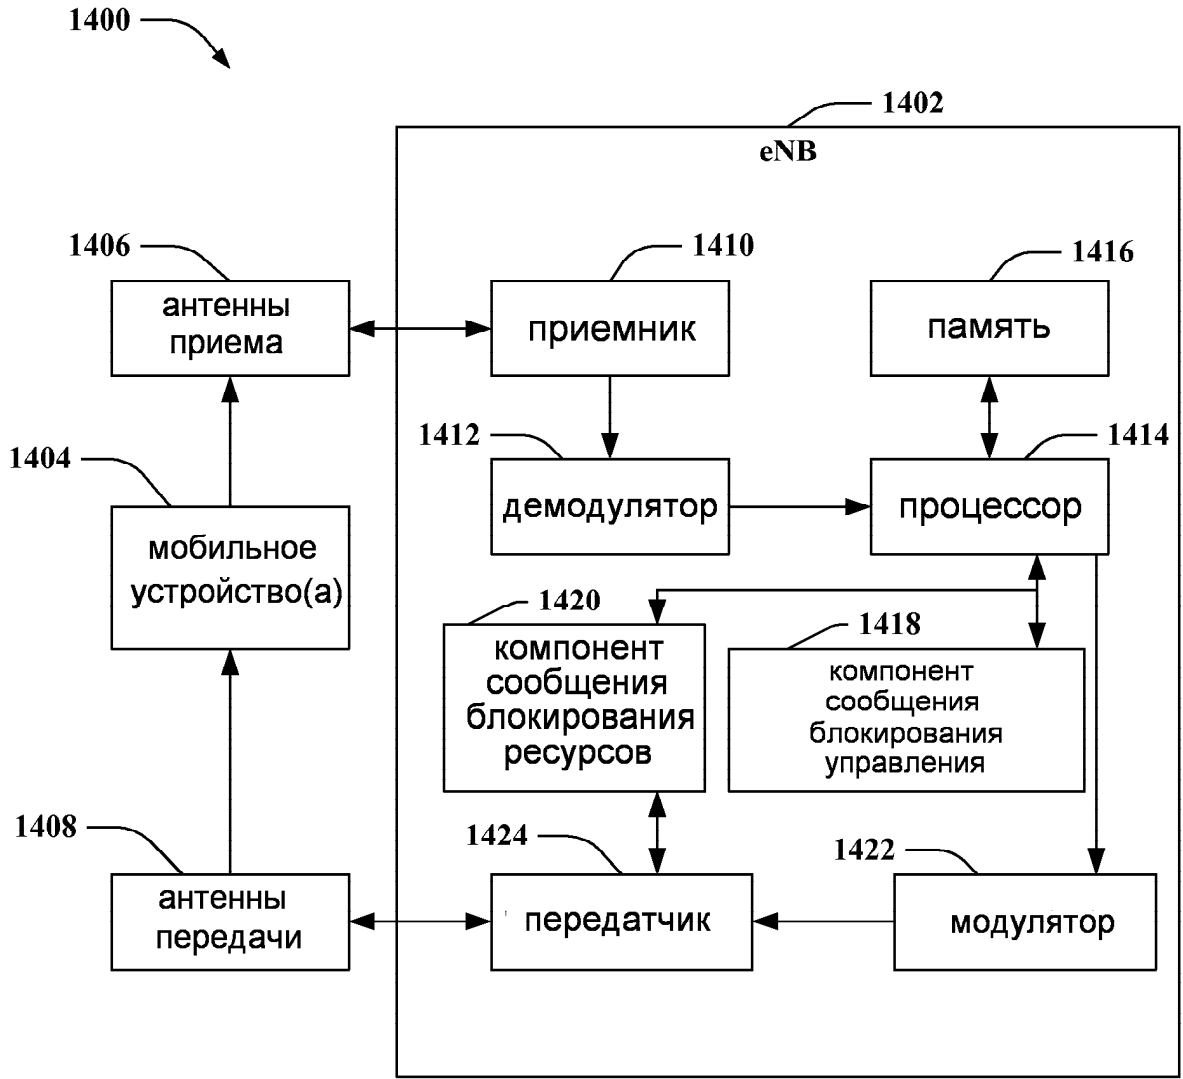 1400
1402
eNB
1406
антенны
приема
1410
приемник
1416
память
1404
мобильное
устройство(а)
1412
демодулятор
1414
процессор
1420
компонент
сообщения
блокирования
ресурсов
1418
компонент
сообщения
блокирования
управления
1408
антенны
передачи
1424
передатчик
1422
модулятор